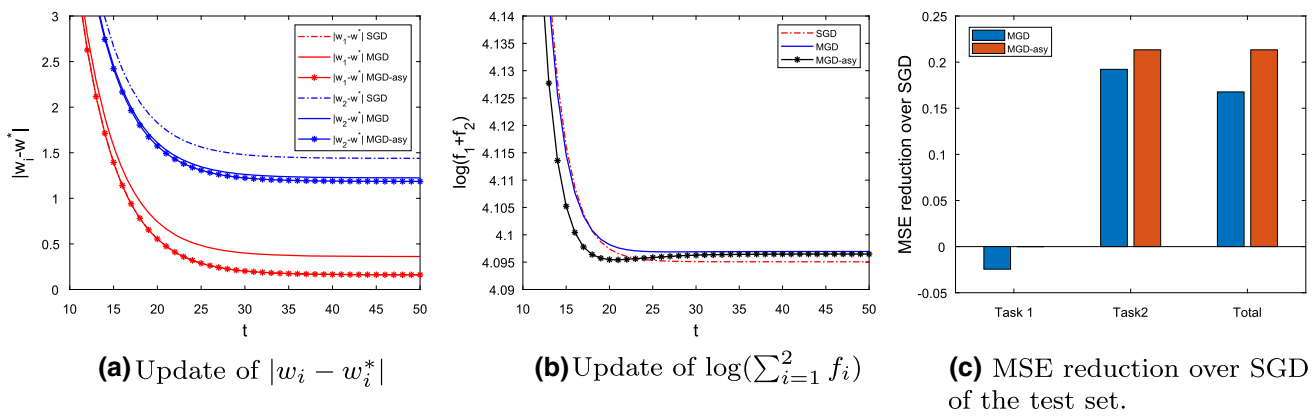 3
2.5
2
1.5
1
0.5
0
10 15 20 25 30 35 40 45 50
t
|w_i-w^*|
|w_1-w^*| SGD
|w_1-w^*| MGD
|w_1-w^*| MGD-asy
|w_2-w^*| SGD
|w_2-w^*| MGD
|w_2-w^*| MGD-asy
(a) Update of |w_i − w_i^*|
4.14
4.135
4.13
4.125
4.12
4.115
4.11
4.105
4.1
4.095
4.09
10 15 20 25 30 35 40 45 50
t
log(f_1+f_2)
SGD
MGD
MGD-asy
(b) Update of log(∑_{i=1}^2 f_i)
0.25
0.2
0.15
0.1
0.05
0
-0.05
Task 1 Task2 Total
MSE reduction over SGD
MGD
MGD-asy
(c) MSE reduction over SGD
of the test set.